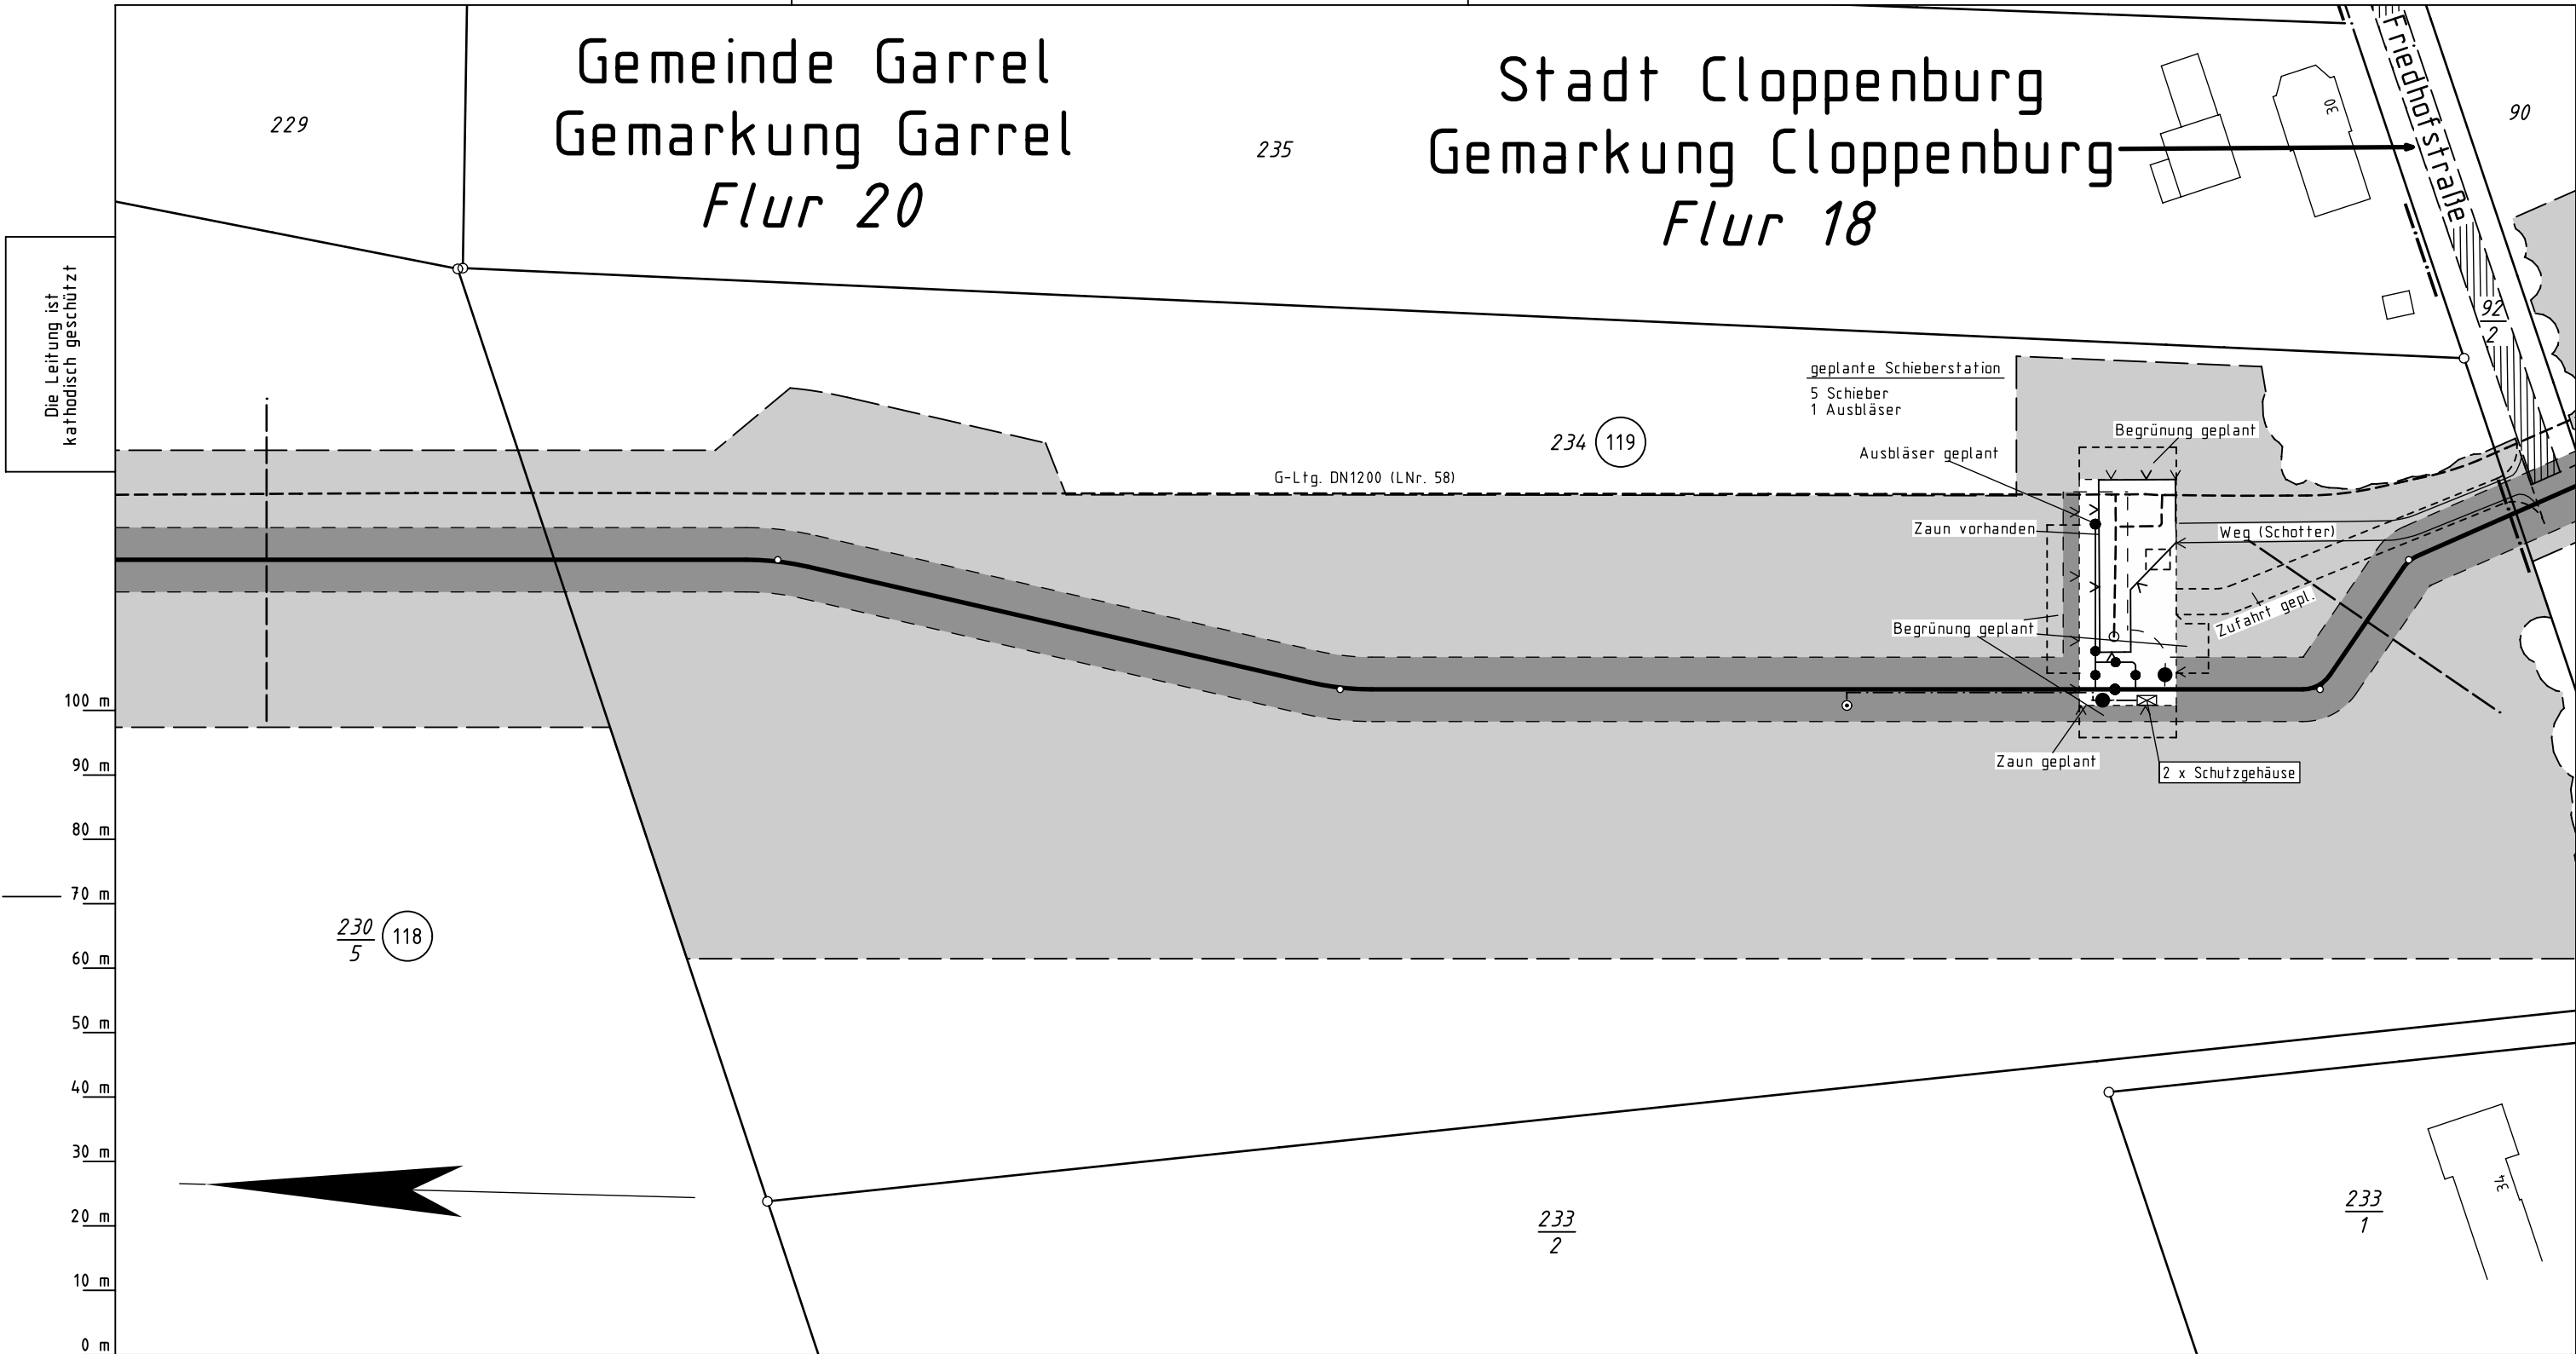 Gemeinde Garrel
Gemarkung Garrel
Flur 20
Stadt Cloppenburg
Gemarkung Cloppenburg
Flur 18
Friedhofstraße
229
235
30
90
92
2
Die Leitung ist
kathodisch geschützt
geplante Schieberstation
5 Schieber
1 Ausbläser
234 119
Begrünung geplant
Ausbläser geplant
G-Ltg. DN1200 (LNr. 58)
Zaun vorhanden
Weg (Schotter)
Zufahrt gepl.
Begrünung geplant
Zaun geplant
2 x Schutzgehäuse
100 m
90 m
80 m
70 m
60 m
50 m
40 m
30 m
20 m
10 m
0 m
230
5
118
233
2
233
1
34